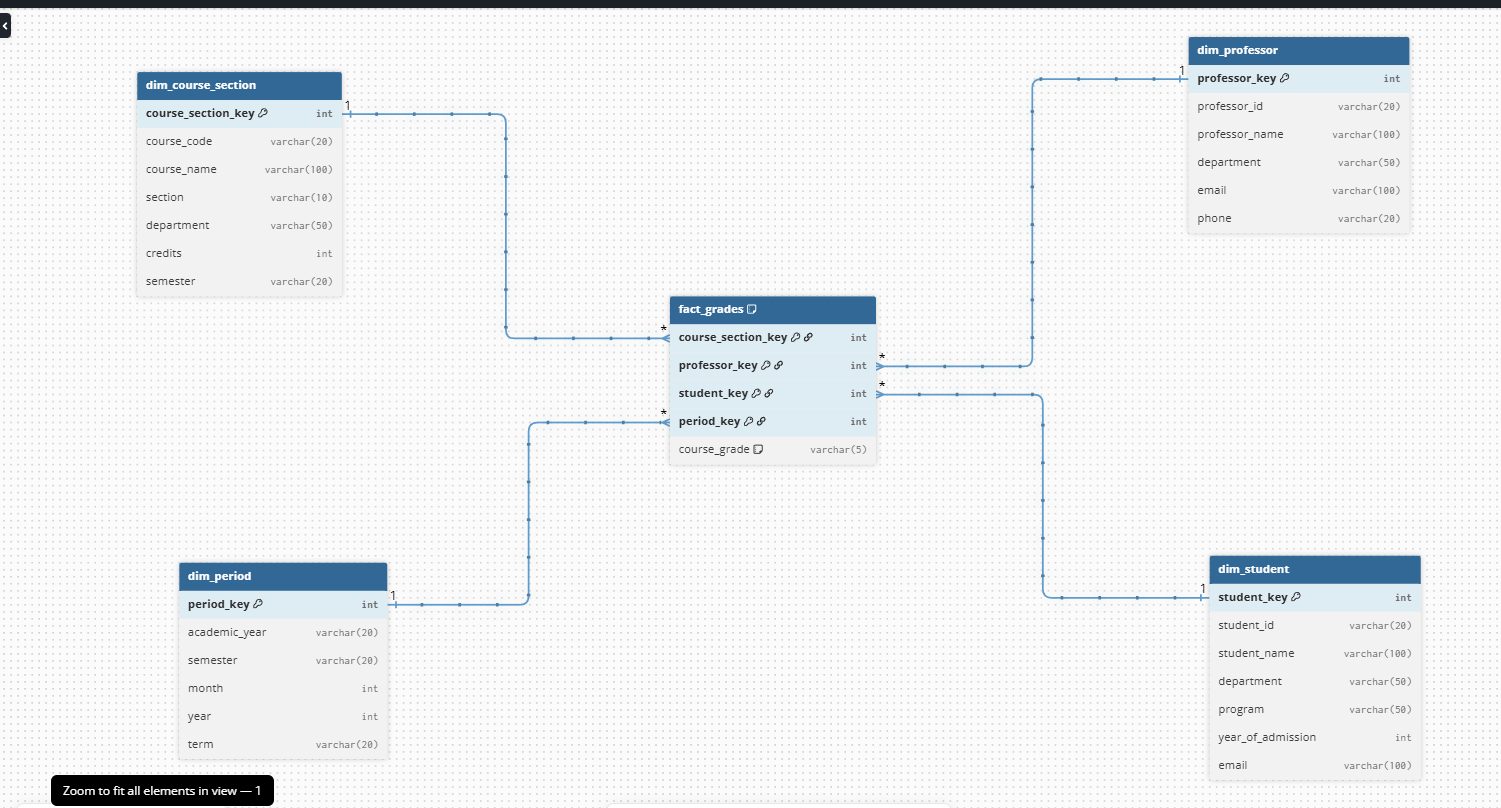 dim_course_section
course_section_key int
course_code varchar(20)
course_name varchar(100)
section varchar(10)
department varchar(50)
credits int
semester varchar(20)
1
dim_professor
1
professor_key int
professor_id varchar(20)
professor_name varchar(100)
department varchar(50)
email varchar(100)
phone varchar(20)
fact_grades
* course_section_key int
professor_key int *
student_key int *
* period_key int
course_grade varchar(5)
dim_period
period_key int 1
academic_year varchar(20)
semester varchar(20)
month int
year int
term varchar(20)
dim_student
1 student_key int
student_id varchar(20)
student_name varchar(100)
department varchar(50)
program varchar(50)
year_of_admission int
email varchar(100)
Zoom to fit all elements in view — 1